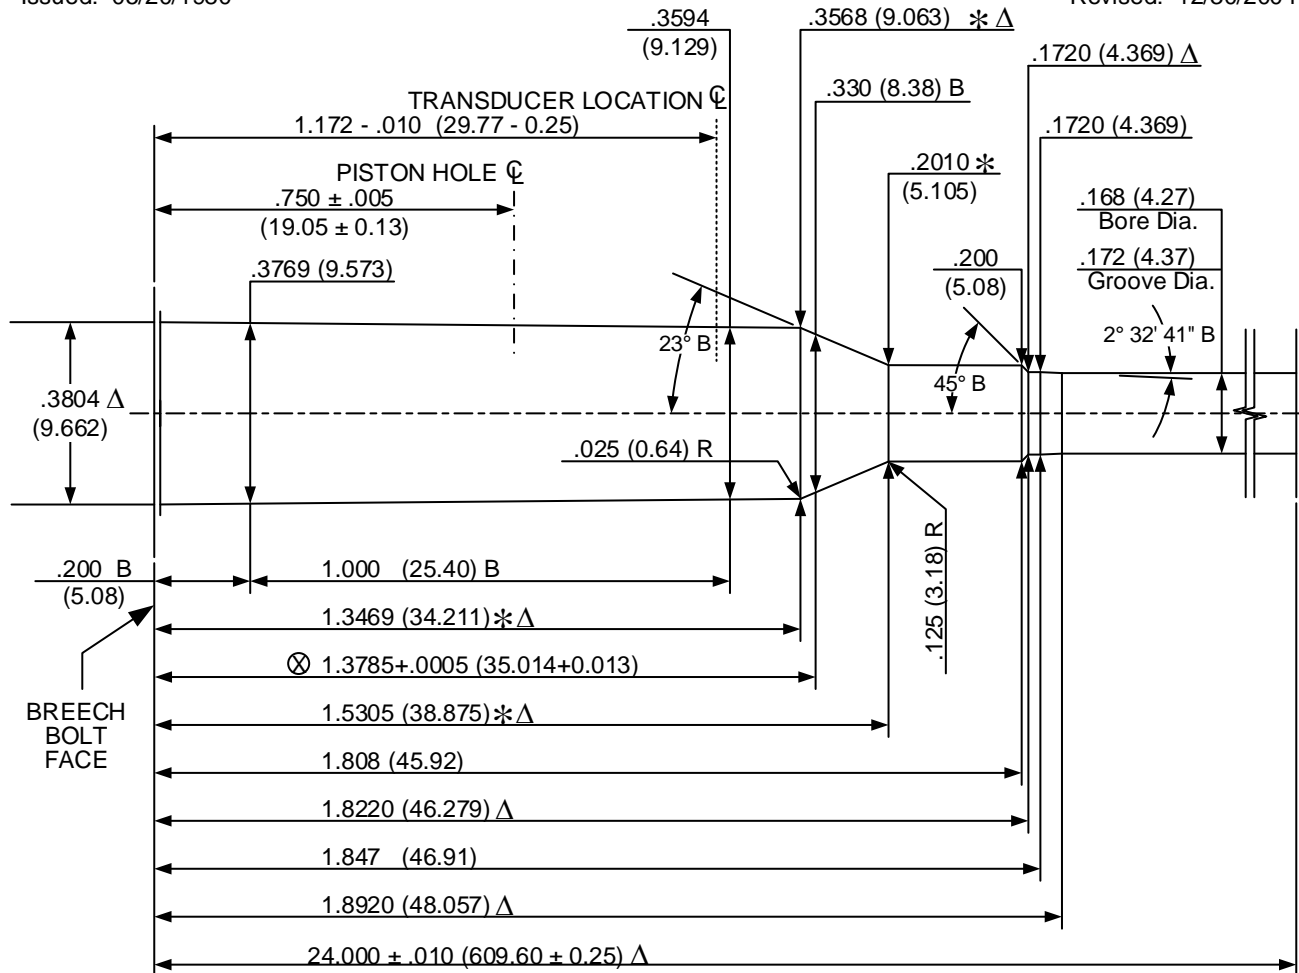 Issued:
Revised:
.3594
(9.129)
.3568 (9.063) * Δ
.1720 (4.369) Δ
.330 (8.38) B
TRANSDUCER LOCATION ℄
1.172 - .010 (29.77 - 0.25)
.1720 (4.369)
PISTON HOLE ℄
.2010 *
(5.105)
.750 ± .005
(19.05 ± 0.13)
.168 (4.27)
Bore Dia.
.3769 (9.573)
.200
(5.08)
.172 (4.37)
Groove Dia.
23° B
2° 32' 41" B
45° B
.3804 Δ
(9.662)
.025 (0.64) R
.125 (3.18) R
.200 B
(5.08)
1.000 (25.40) B
1.3469 (34.211)* Δ
⊗ 1.3785+.0005 (35.014+0.013)
BREECH
BOLT
FACE
1.5305 (38.875)* Δ
1.808 (45.92)
1.8220 (46.279) Δ
1.847 (46.91)
1.8920 (48.057) Δ
24.000 ± .010 (609.60 ± 0.25) Δ